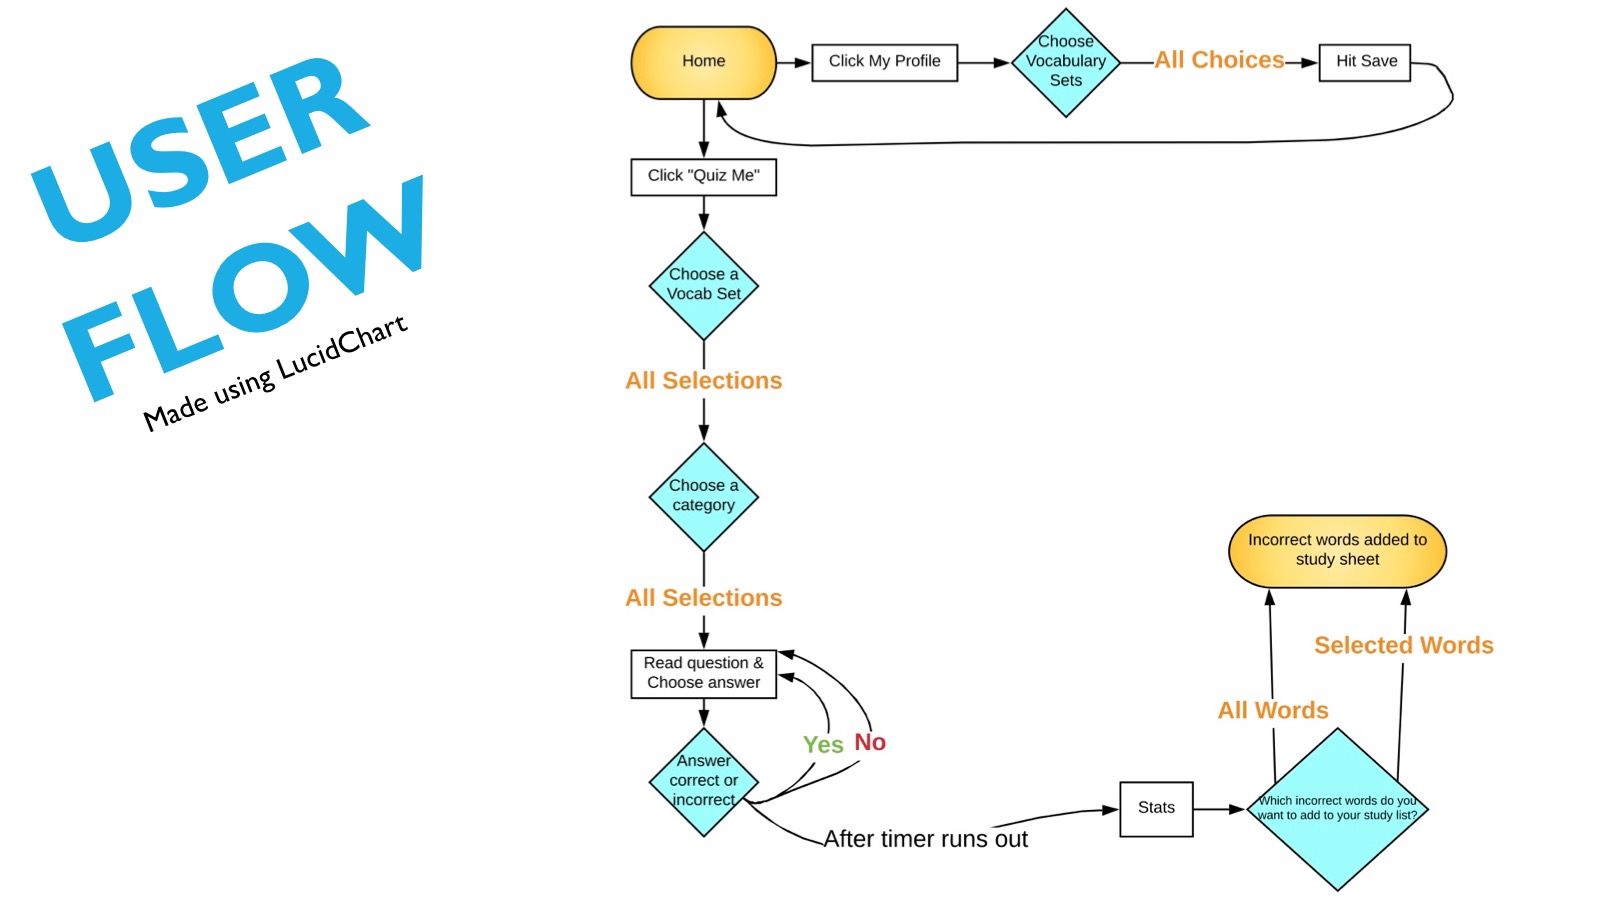 USER
FLOW
Made using LucidChart
Home
Click My Profile
Choose
Vocabulary
Sets
All Choices
Hit Save
Click "Quiz Me"
Choose a
Vocab Set
All Selections
Choose a
category
All Selections
Read question &
Choose answer
Yes
No
Answer
correct or
incorrect
After timer runs out
Stats
Which incorrect words do you
want to add to your study list?
All Words
Selected Words
Incorrect words added to
study sheet